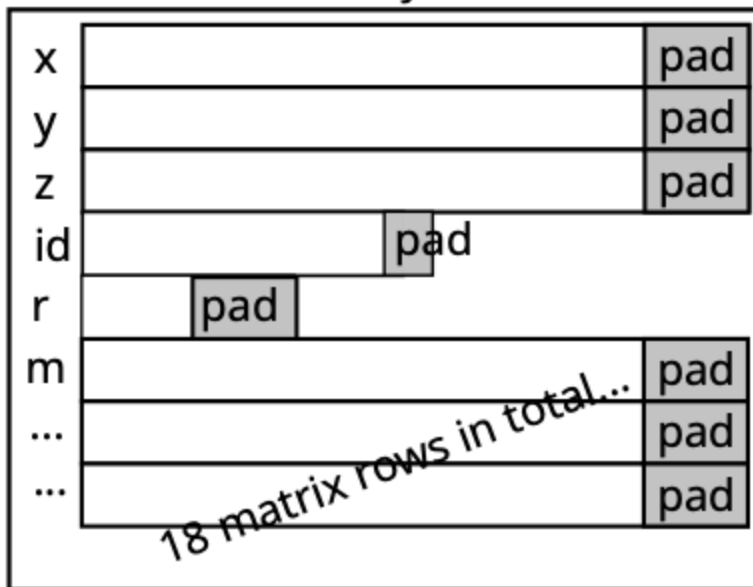 x pad
y pad
z pad
id pad
r pad
m pad
... pad
... pad
18 matrix rows in total...